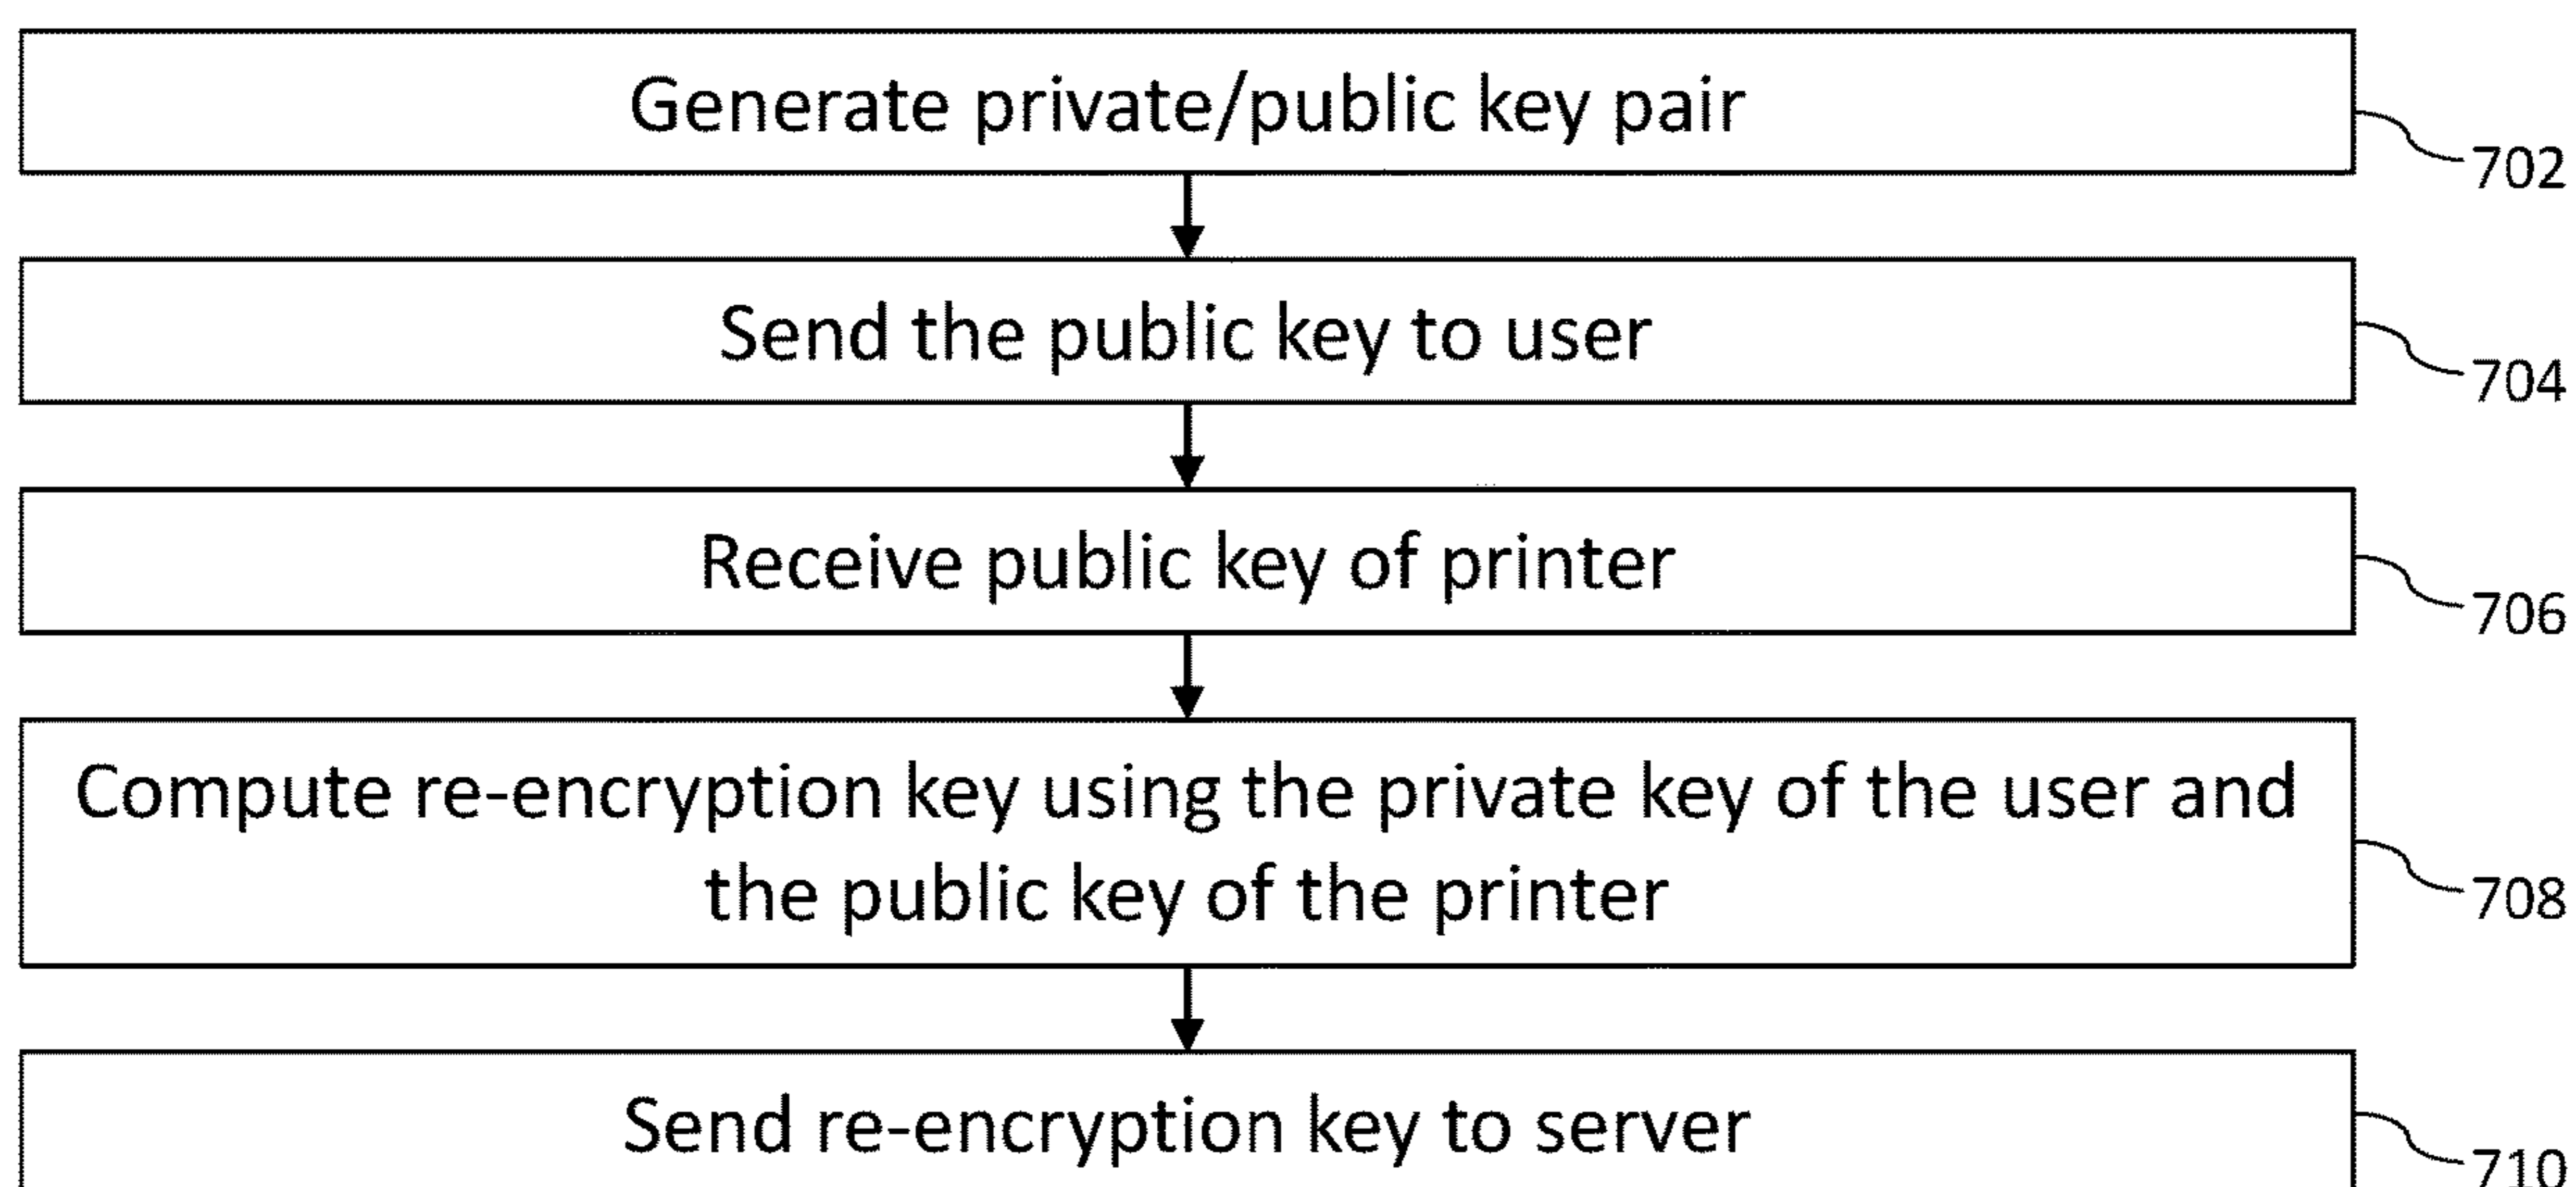 Generate private/public key pair
702
Send the public key to user
704
Receive public key of printer
706
Compute re-encryption key using the private key of the user and
the public key of the printer
708
Send re-encryption key to server
710